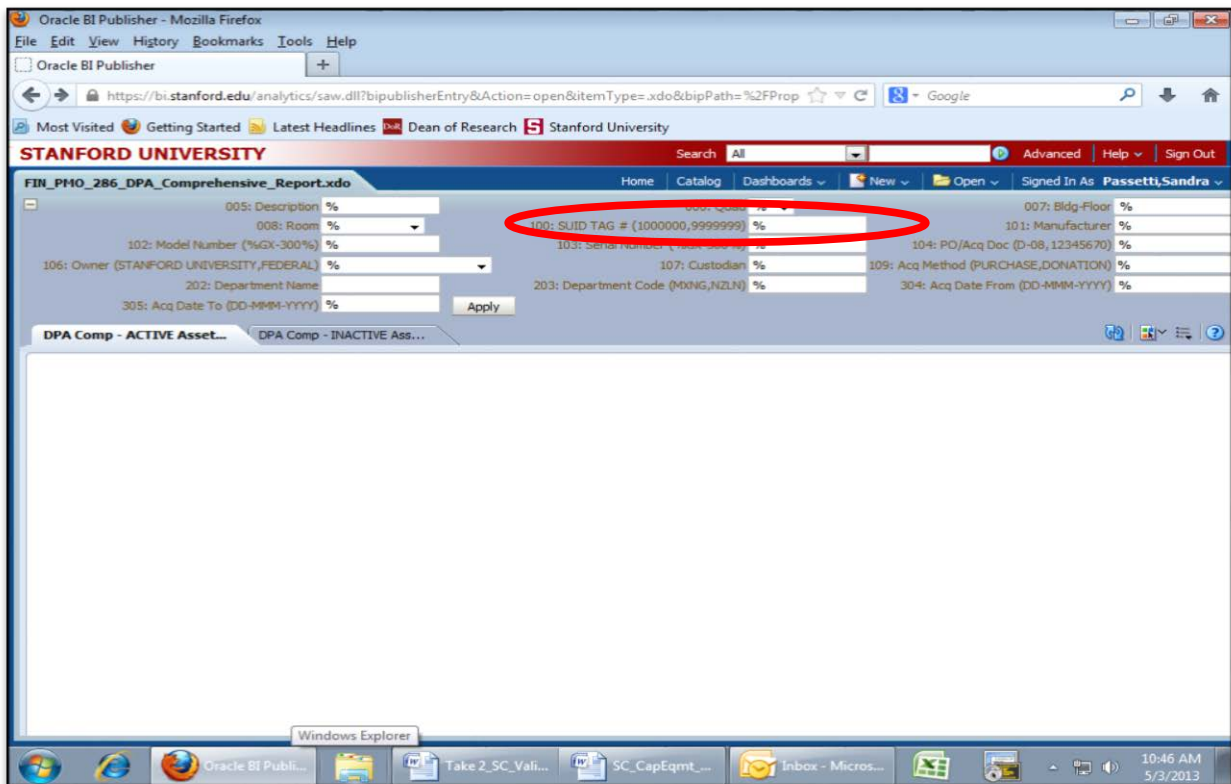 Oracle BI Publisher - Mozilla Firefox
File Edit View History Bookmarks Tools Help
Oracle BI Publisher +
https://bi.stanford.edu/analytics/saw.dll?bipublisherEntry&Action=open&itemType=.xdo&bipPath=%2FProp Google
Most Visited Getting Started Latest Headlines DoR Dean of Research S Stanford University
STANFORD UNIVERSITY Search All Advanced Help Sign Out
FIN_PMO_286_DPA_Comprehensive_Report.xdo Home Catalog Dashboards New Open Signed In As Passetti,Sandra
005: Description % % 007: Bldg-Floor %
008: Room % 100: SUID TAG # (1000000,9999999) % 101: Manufacturer %
102: Model Number (%GX-300%) % 103: Serial Number % 104: PO/Acq Doc (D-08,12345670) %
106: Owner (STANFORD UNIVERSITY,FEDERAL) % 107: Custodian % 109: Acq Method (PURCHASE,DONATION) %
202: Department Name 203: Department Code (MXNG,NZLN) % 304: Acq Date From (DD-MMM-YYYY) %
305: Acq Date To (DD-MMM-YYYY) % Apply
DPA Comp - ACTIVE Asset... DPA Comp - INACTIVE Ass...
Windows Explorer
Oracle BI Publi... Take 2_SC_Vali... SC_CapEqmt_... Inbox - Micros... 10:46 AM
5/3/2013